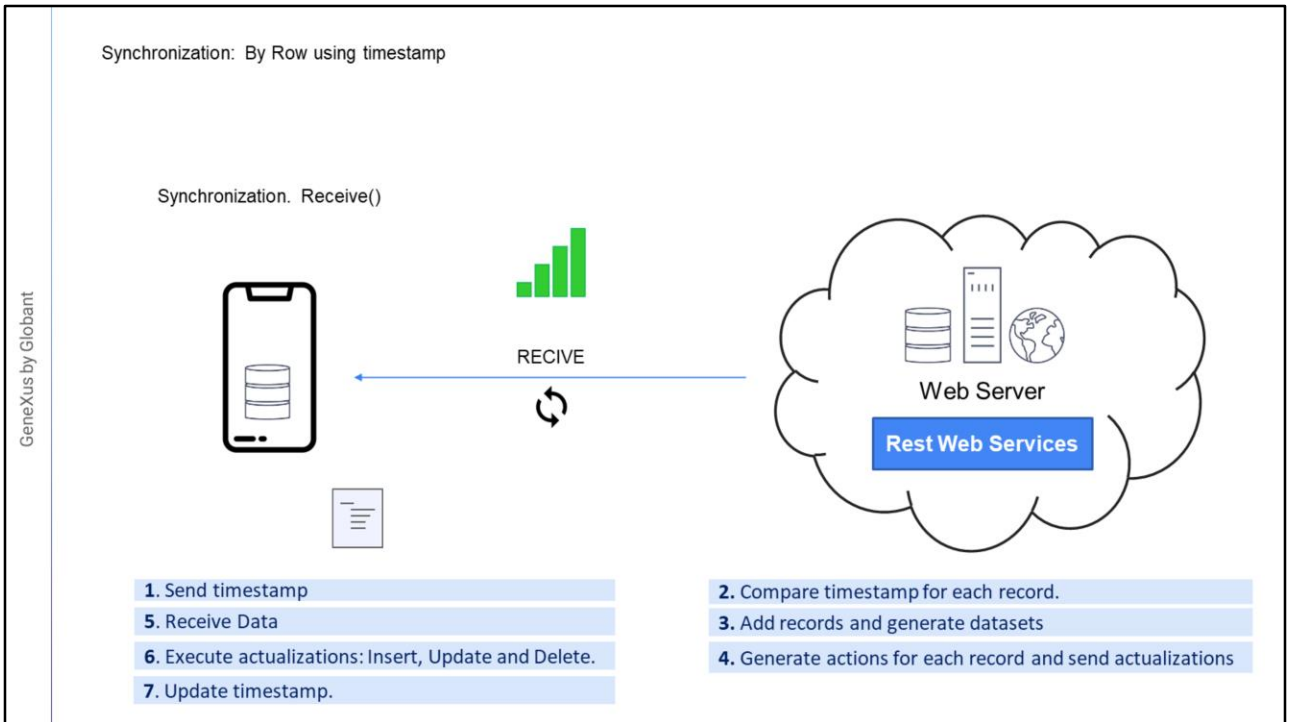 Synchronization: By Row using timestamp
Synchronization. Receive()
GeneXus by Globant
RECIVE
Web Server
Rest Web Services
1. Send timestamp
5. Receive Data
6. Execute actualizations: Insert, Update and Delete.
7. Update timestamp.
2. Compare timestamp for each record.
3. Add records and generate datasets
4. Generate actions for each record and send actualizations